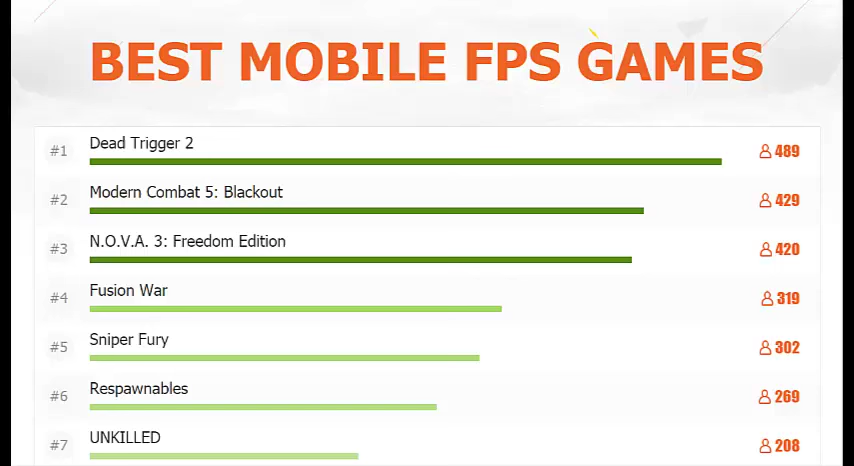 BEST MOBILE FPS GAMES
#1 Dead Trigger 2 489
#2 Modern Combat 5: Blackout 429
#3 N.O.V.A. 3: Freedom Edition 420
#4 Fusion War 319
#5 Sniper Fury 302
#6 Respawnables 269
#7 UNKILLED 208